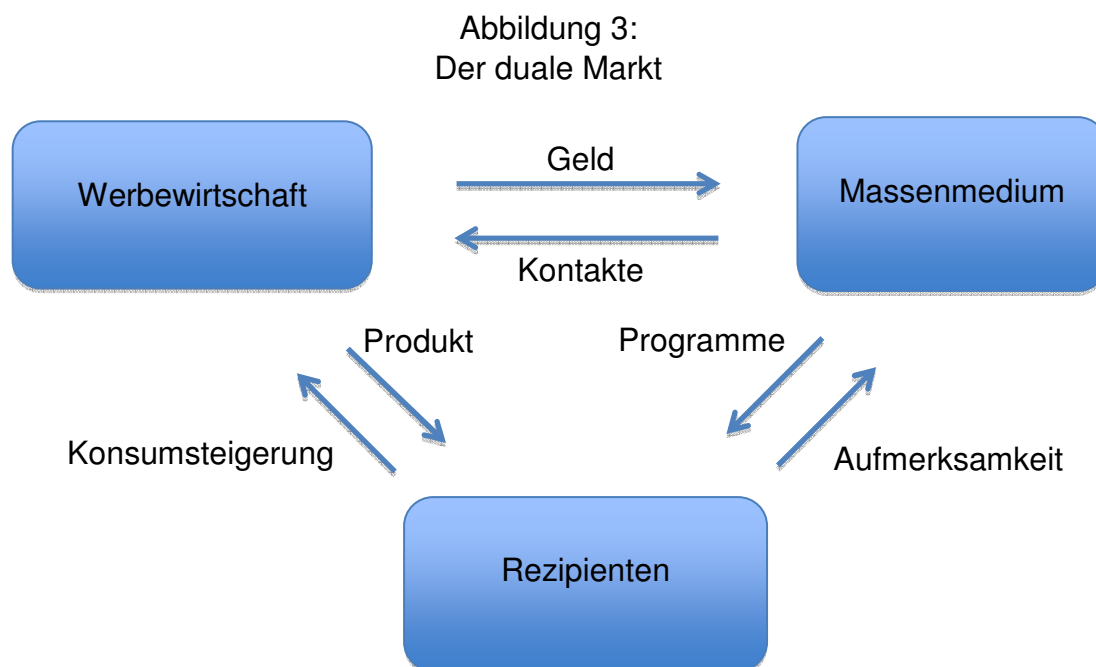 Abbildung 3:
Der duale Markt
Werbewirtschaft
Geld
Massenmedium
Kontakte
Produkt
Programme
Konsumsteigerung
Aufmerksamkeit
Rezipienten